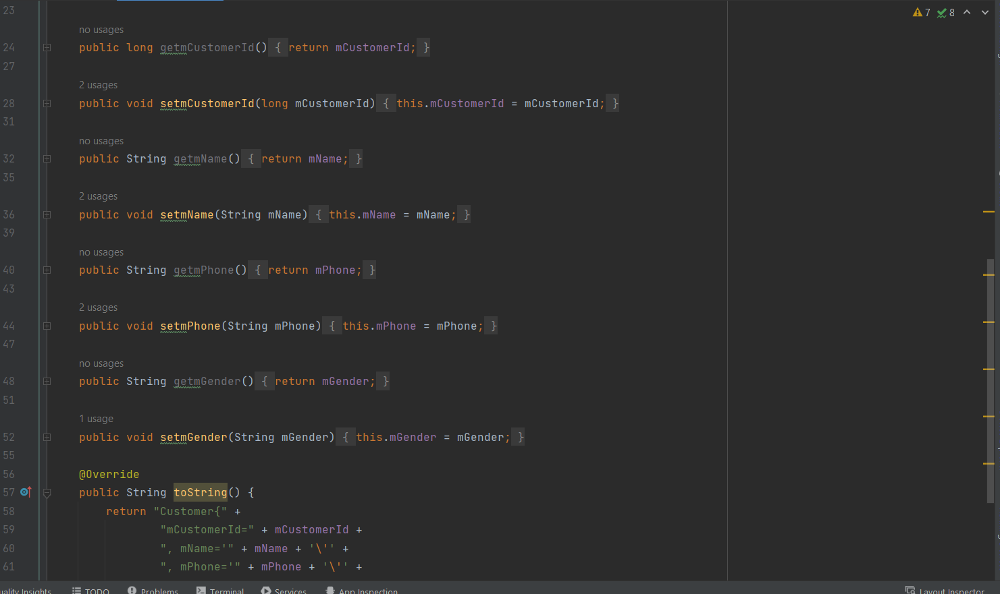 23
7 8
no usages
24 public long getmCustomerId() { return mCustomerId; }
27
2 usages
28 public void setmCustomerId(long mCustomerId) { this.mCustomerId = mCustomerId; }
31
no usages
32 public String getmName() { return mName; }
35
2 usages
36 public void setmName(String mName) { this.mName = mName; }
39
no usages
40 public String getmPhone() { return mPhone; }
43
2 usages
44 public void setmPhone(String mPhone) { this.mPhone = mPhone; }
47
no usages
48 public String getmGender() { return mGender; }
51
1 usage
52 public void setmGender(String mGender) { this.mGender = mGender; }
55
56 @Override
57 public String toString() {
58 return "Customer{" +
59 "mCustomerId=" + mCustomerId +
60 ", mName='" + mName + '\'' +
61 ", mPhone='" + mPhone + '\'' +
uality Insights TODO Problems Terminal Services App Inspection Layout Inspector